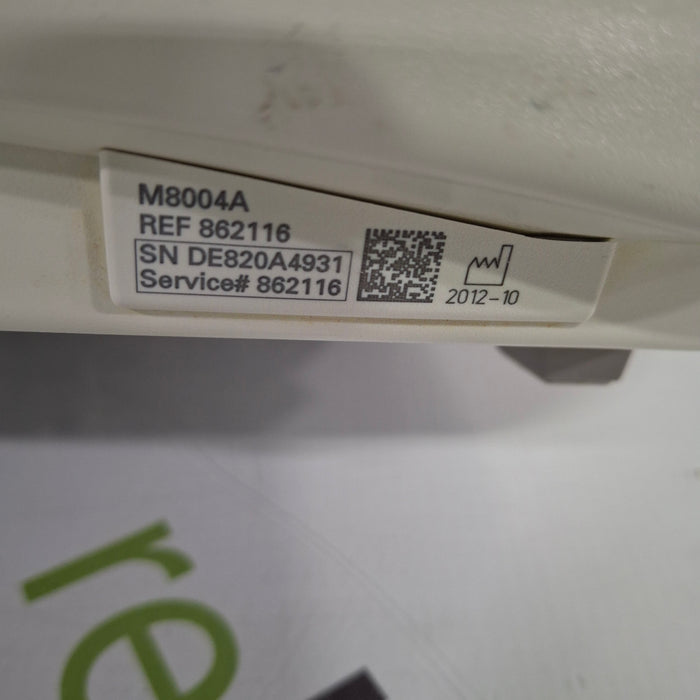 M8004A
REF 862116
SN DE820A4931
Service# 862116
2012-10
re